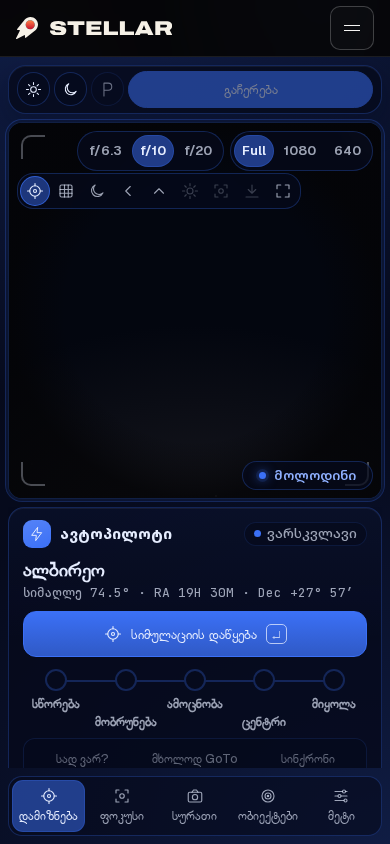 STELLAR
P
გაჩერება
f/6.3 f/10 f/20 Full 1080 640
მოლოდინი
ავტოპილოტი
ვარსკვლავი
ალბირეო
სიმაღლე 74.5° · RA 19H 30M · Dec +27° 57′
სიმულაციის დაწყება
სწორება
მობრუნება
ამოცნობა
ცენტრი
მიყოლა
სად ვარ? მხოლოდ GoTo სინქრონი
დამიზნება ფოკუსი სურათი ობიექტები მეტი